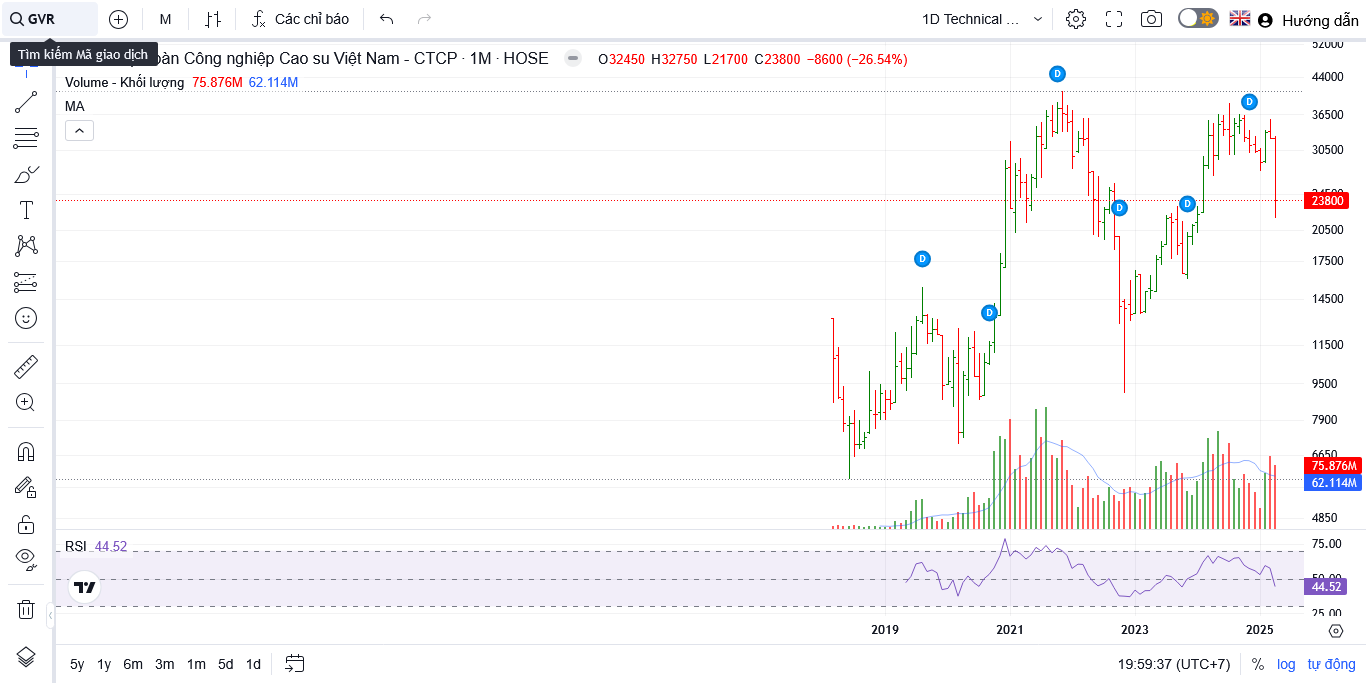 GVR
M
Các chỉ báo
1D Technical ...
Hướng dẫn
Tìm kiếm Mã giao dịch
oàn Công nghiệp Cao su Việt Nam - CTCP · 1M · HOSE
O32450 H32750 L21700 C23800 −8600 (−26.54%)
Volume - Khối lượng 75.876M 62.114M
MA
D
D
D
D
D
D
52000
44000
36500
30500
24500
23800
20500
17500
14500
11500
9500
7900
6650
75.876M
62.114M
4850
RSI 44.52
75.00
50.00
44.52
25.00
2019
2021
2023
2025
5y 1y 6m 3m 1m 5d 1d
19:59:37 (UTC+7)
% log tự động